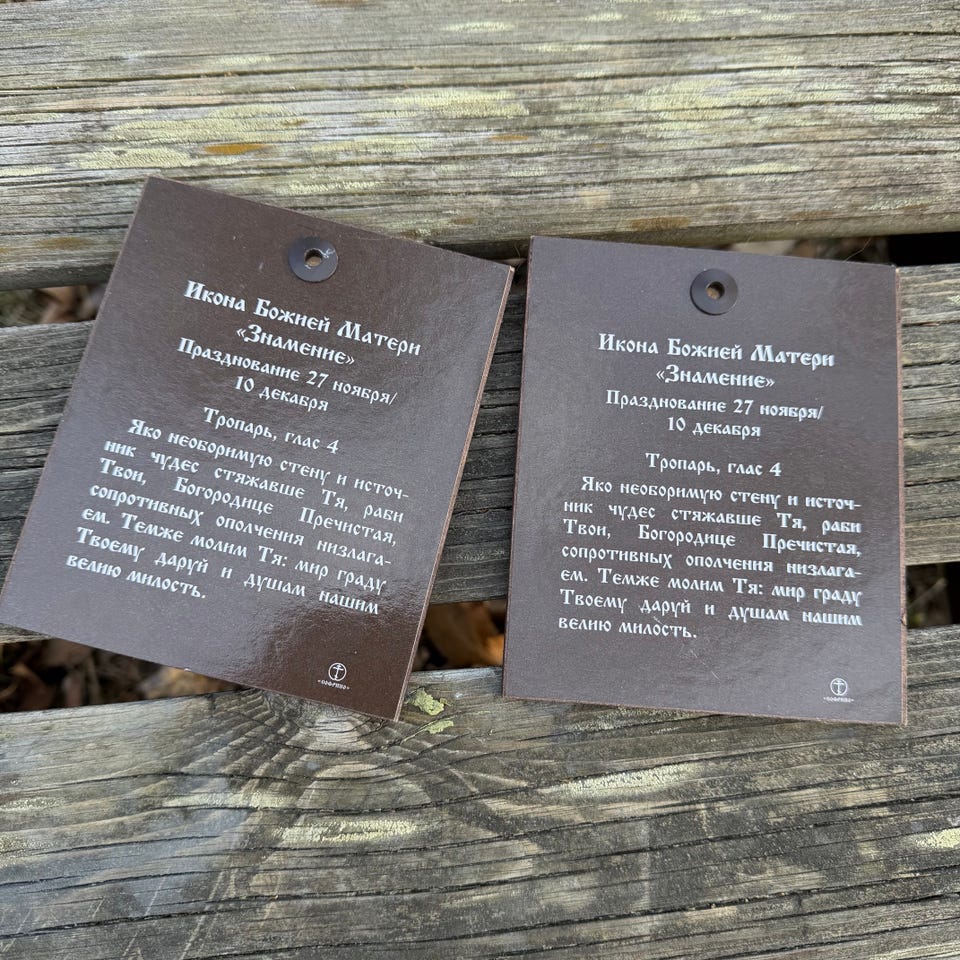 Икона Божией Матери
«Знамение»
Празднование 27 ноября/
10 декабря
Тропарь, глас 4
Яко необоримую стену и источ-
ник чудес стяжавше Тя, раби
Твои, Богородице Пречистая,
сопротивных ополчения низлага-
ем. Темже молим Тя: мир граду
Твоему даруй и душам нашим
велию милость.
«СОФРИНО»
Икона Божией Матери
«Знамение»
Празднование 27 ноября/
10 декабря
Тропарь, глас 4
Яко необоримую стену и источ-
ник чудес стяжавше Тя, раби
Твои, Богородице Пречистая,
сопротивных ополчения низлага-
ем. Темже молим Тя: мир граду
Твоему даруй и душам нашим
велию милость.
«СОФРИНО»